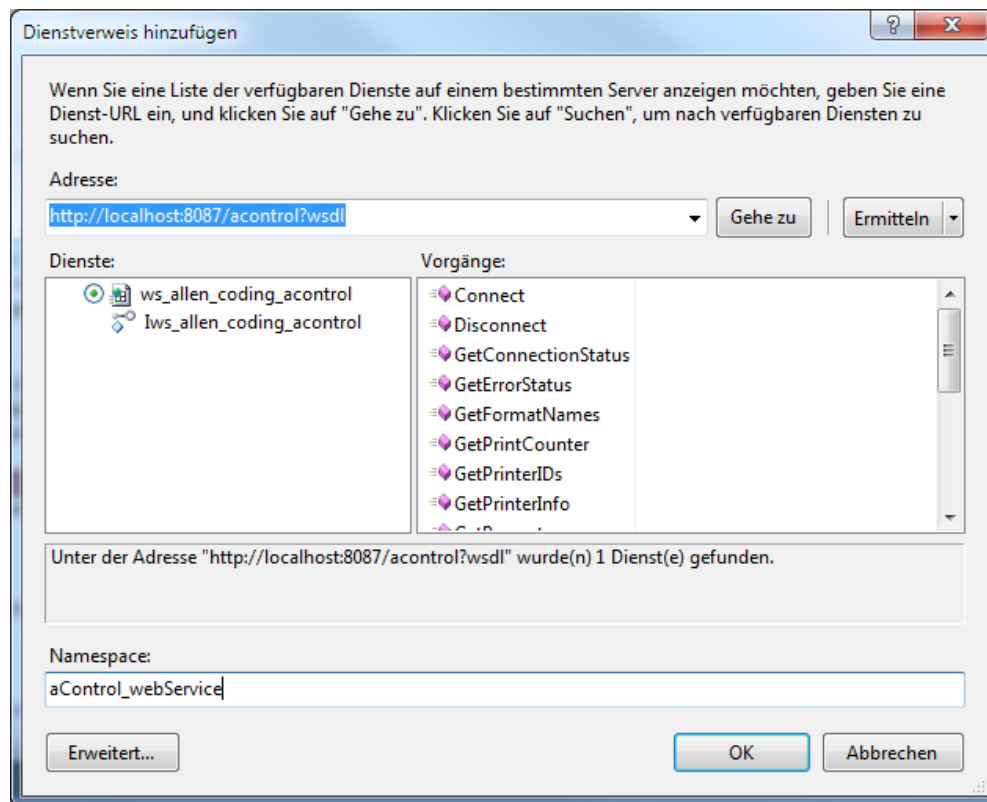 Dienstverweis hinzufügen
Wenn Sie eine Liste der verfügbaren Dienste auf einem bestimmten Server anzeigen möchten, geben Sie eine
Dienst-URL ein, und klicken Sie auf "Gehe zu". Klicken Sie auf "Suchen", um nach verfügbaren Diensten zu
suchen.
Adresse:
http://localhost:8087/acontrol?wsdl
Gehe zu
Ermitteln
Dienste:
Vorgänge:
ws_allen_coding_acontrol
Iws_allen_coding_acontrol
Connect
Disconnect
GetConnectionStatus
GetErrorStatus
GetFormatNames
GetPrintCounter
GetPrinterIDs
GetPrinterInfo
Unter der Adresse "http://localhost:8087/acontrol?wsdl" wurde(n) 1 Dienst(e) gefunden.
Namespace:
aControl_webService
Erweitert...
OK
Abbrechen